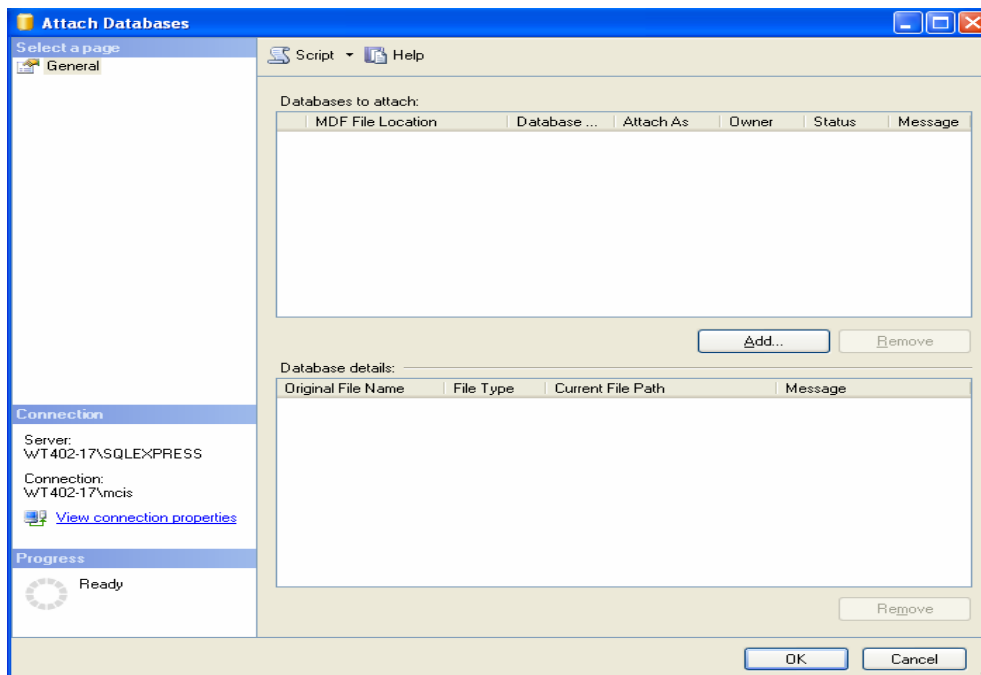 Attach Databases
Select a page
General
Script
Help
Databases to attach:
MDF File Location Database ... Attach As Owner Status Message
Add... Remove
Database details:
Original File Name File Type Current File Path Message
Connection
Server:
WT402-17\SQLEXPRESS
Connection:
WT402-17\mcis
View connection properties
Progress
Ready
Remove
OK Cancel